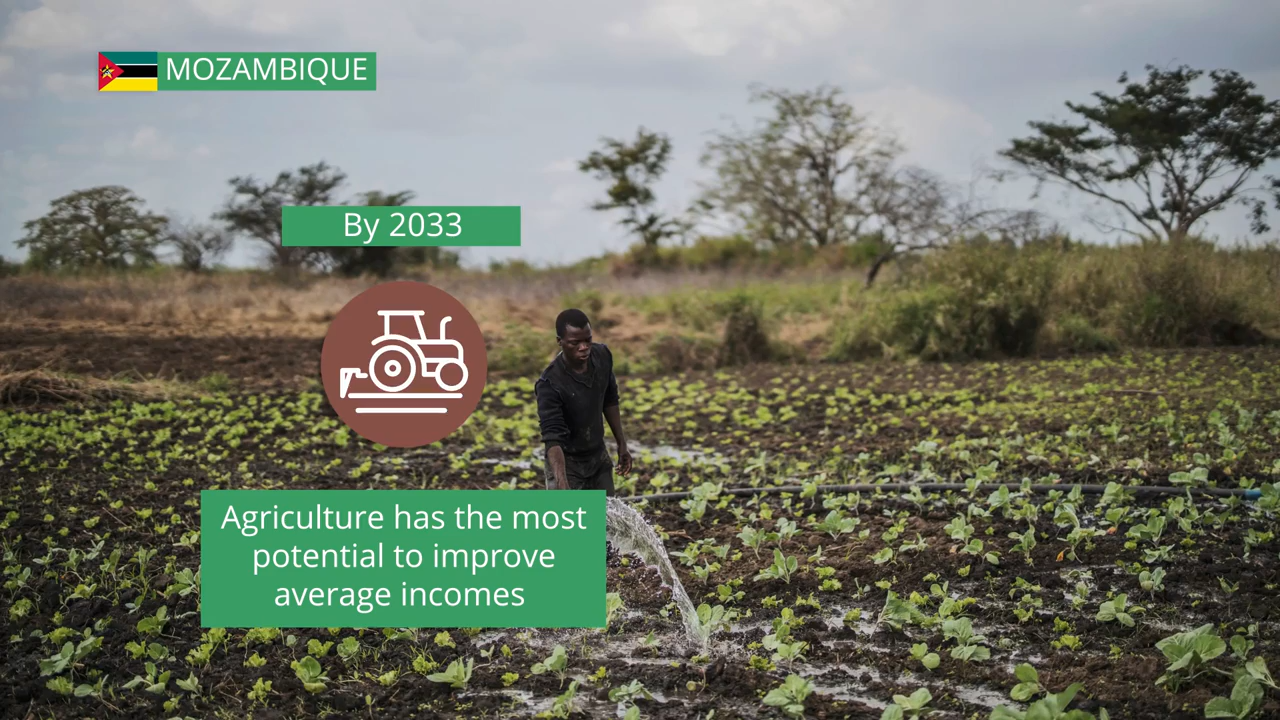 MOZAMBIQUE
By 2033
Agriculture has the most
potential to improve
average incomes